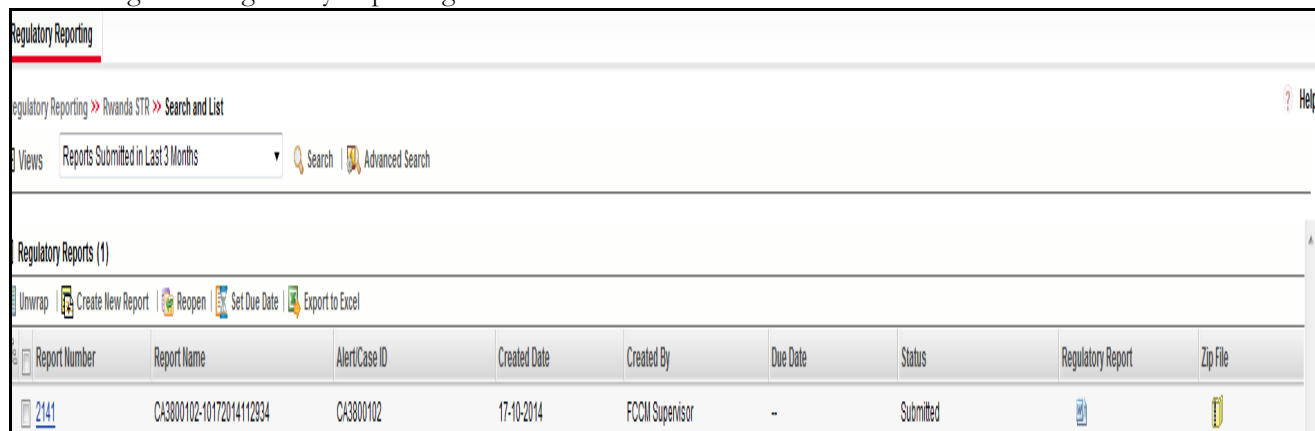 Regulatory Reporting
egulatory Reporting >> Rwanda STR >> Search and List
? Help
Views Reports Submitted in Last 3 Months Search | Advanced Search
Regulatory Reports (1)
Unwrap | Create New Report | Reopen | Set Due Date | Export to Excel
Report Number Report Name Alert/Case ID Created Date Created By Due Date Status Regulatory Report Zip File
2141 CA3800102-10172014112934 CA3800102 17-10-2014 FCCM Supervisor -- Submitted